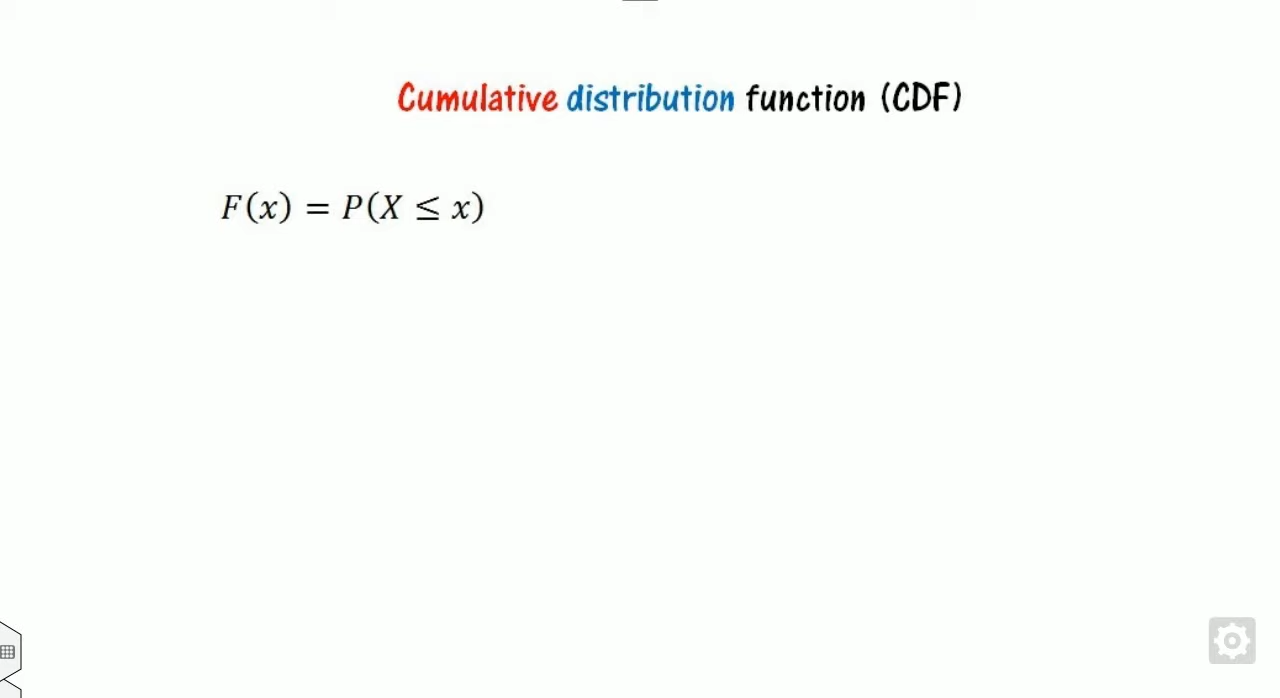 Cumulative distribution function (CDF)
F(x) = P(X ≤ x)